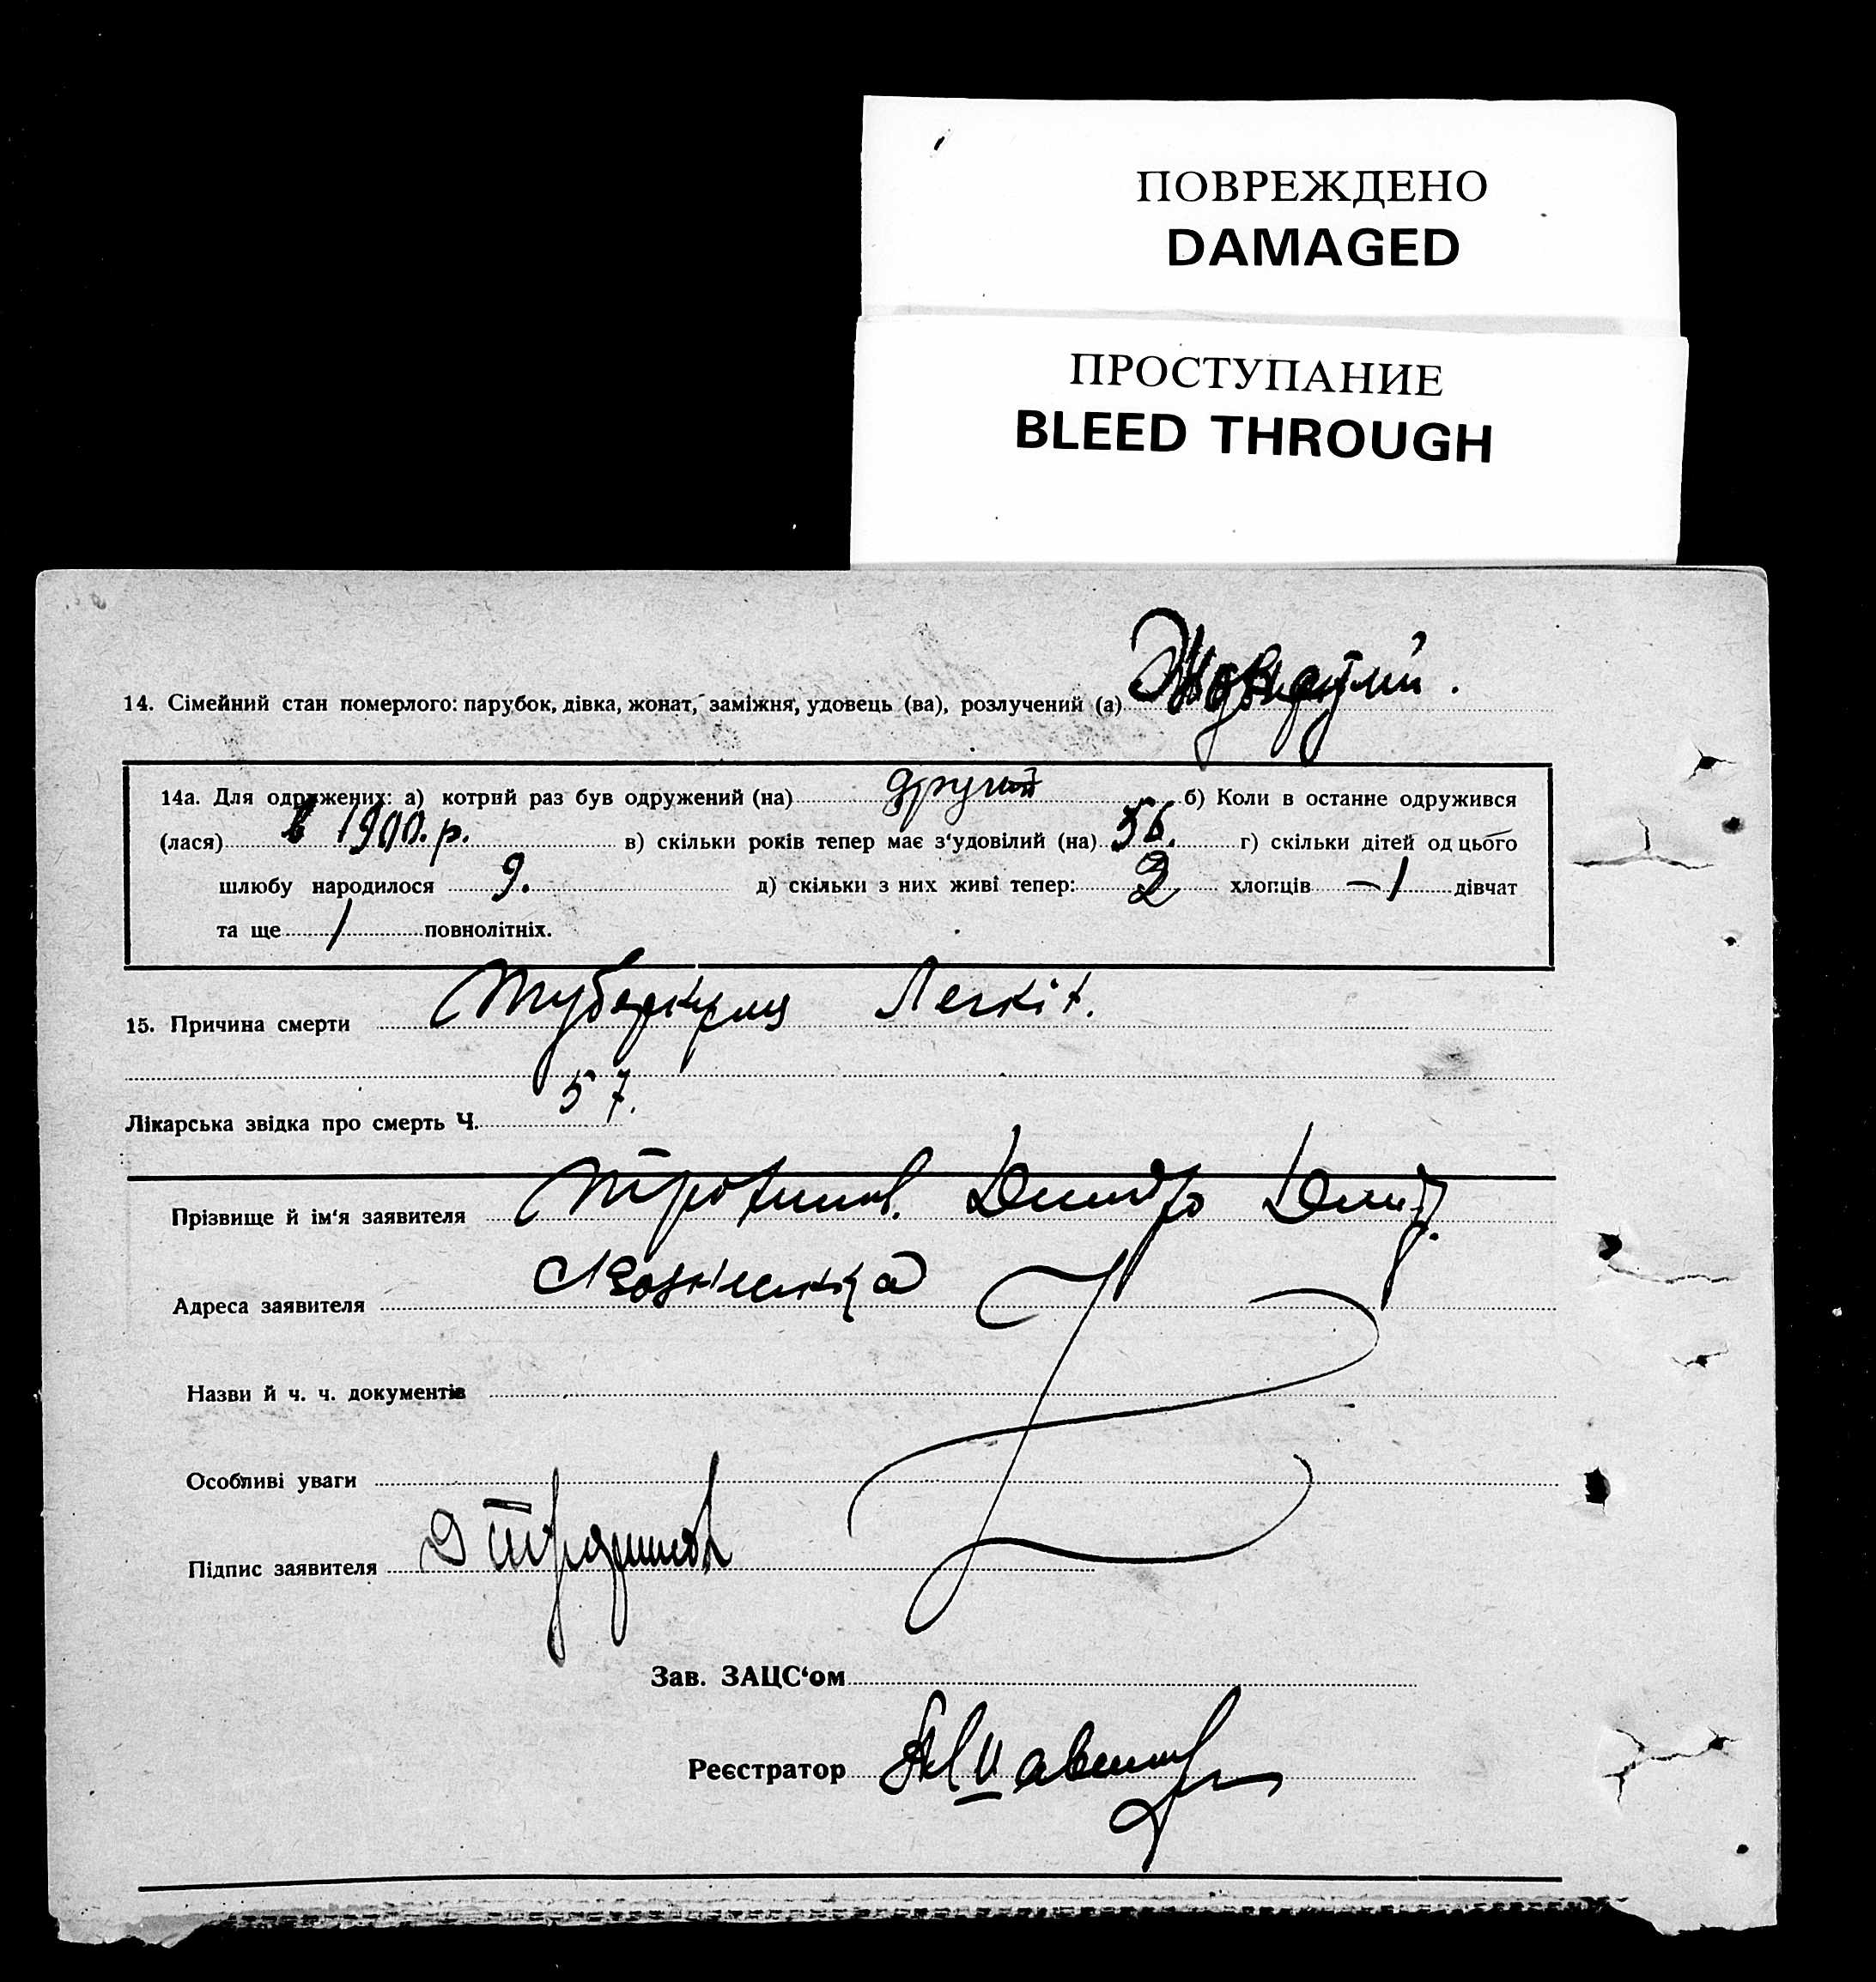 ПОВРЕЖДЕНО
DAMAGED
ПРОСТУПАНИЕ
BLEED THROUGH
14. Сімейний стан померлого: парубок, дівка, жонат, заміжня, удовець (ва), розлучений (а)
14а. Для одружених: а) котрий раз був одружений (на) другий б) Коли в останнє одружився
(лася) в 1900. р. в) скільки років тепер має з'удовілий (на) 56. г) скільки дітей од цього
шлюбу народилося 9. д) скільки з них живі тепер: 2 хлопців —1 дівчат
та ще 1 повнолітніх.
15. Причина смерти Легкіх.
Лікарська звідка про смерть Ч. 57.
Прізвище й ім'я заявителя Дмитро Дмит.
Адреса заявителя
Назви й ч. ч. документів
Особливі уваги
Підпис заявителя
Зав. ЗАЦС'ом
Реєстратор